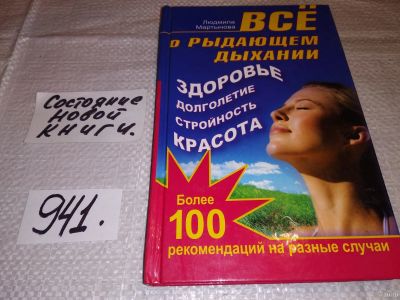 Людмила
Мартынова
ВСЁ
о РЫДАЮЩЕМ
ДЫХАНИИ
ЗДОРОВЬЕ
ДОЛГОЛЕТИЕ
СТРОЙНОСТЬ
КРАСОТА
Более
100
рекомендаций на разные случаи
Состояние
новой
книги.
941.